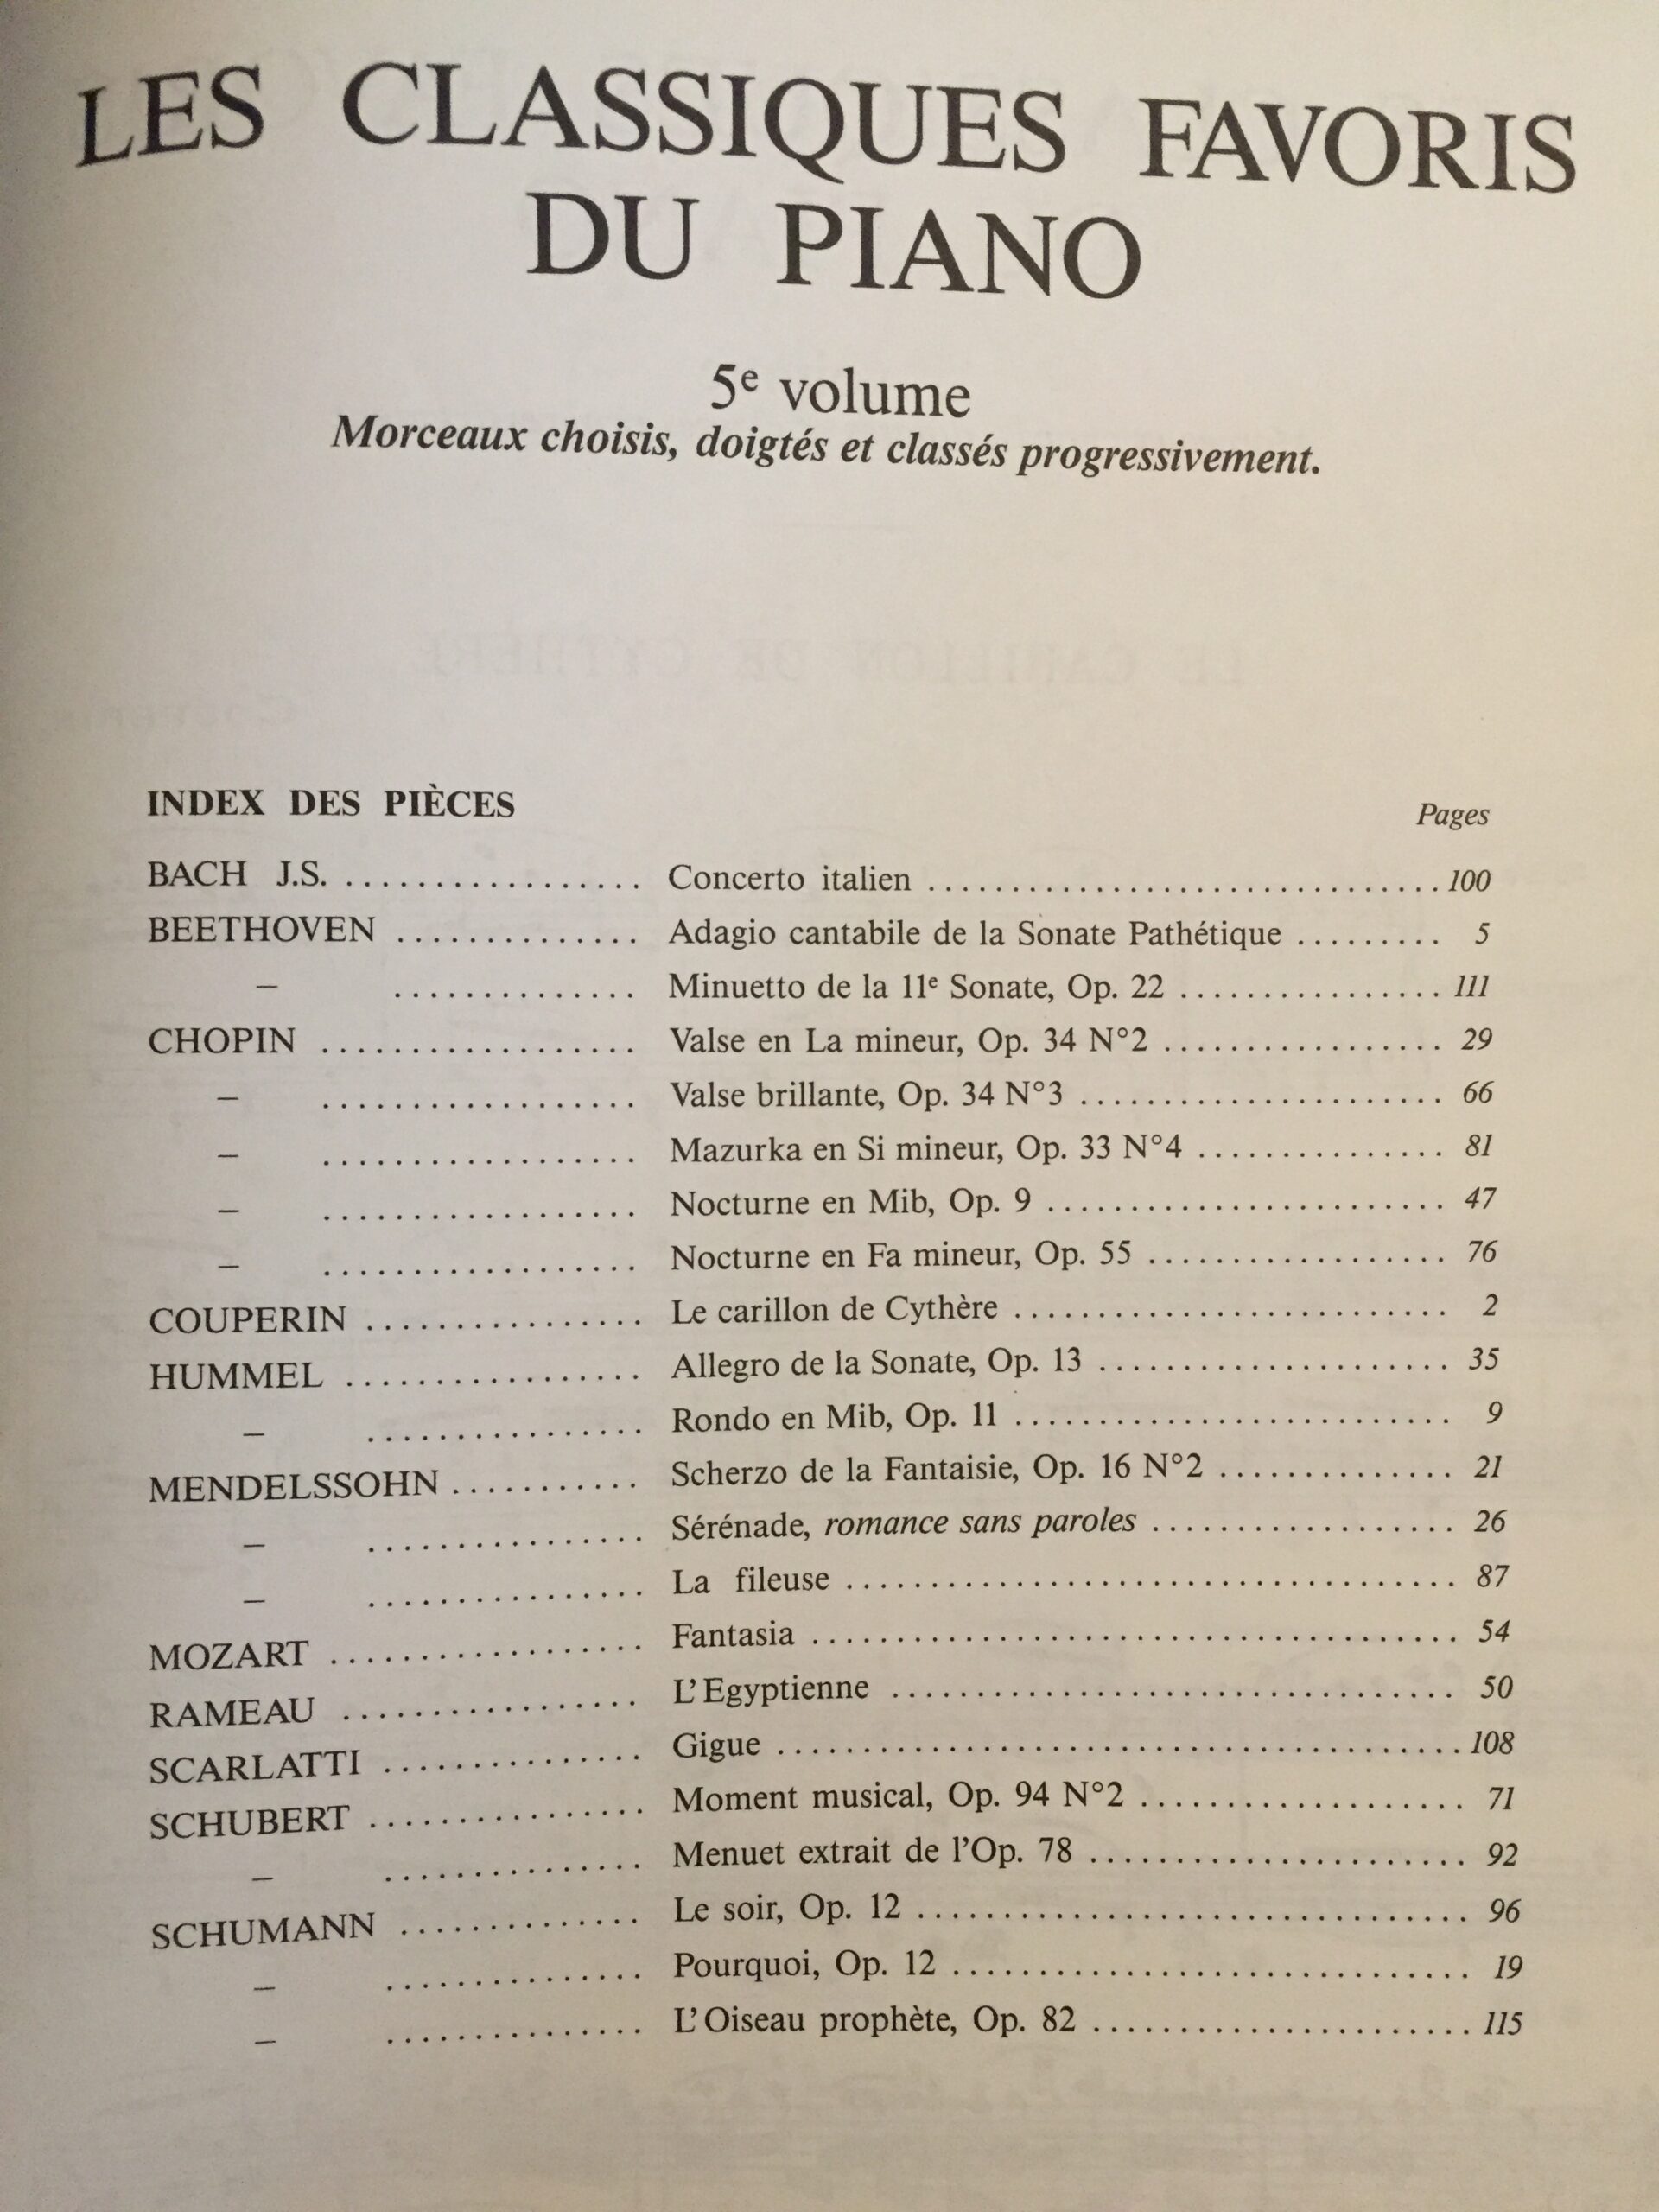 LES CLASSIQUES FAVORIS
DU PIANO
5e volume
Morceaux choisis, doigtés et classés progressivement.
LE CARILLON DE CYTHÈRE
INDEX DES PIÈCES Pages
BACH J.S. ................. Concerto italien .............................. 100
BEETHOVEN .............. Adagio cantabile de la Sonate Pathétique ......... 5
– .............. Minuetto de la 11e Sonate, Op. 22 ................ 111
CHOPIN .................. Valse en La mineur, Op. 34 N°2 ................. 29
– .................. Valse brillante, Op. 34 N°3 ...................... 66
– .................. Mazurka en Si mineur, Op. 33 N°4 ............... 81
– .................. Nocturne en Mib, Op. 9 ........................ 47
– .................. Nocturne en Fa mineur, Op. 55 .................. 76
COUPERIN ................ Le carillon de Cythère .......................... 2
HUMMEL ................. Allegro de la Sonate, Op. 13 ..................... 35
– ................ Rondo en Mib, Op. 11 .......................... 9
MENDELSSOHN ........... Scherzo de la Fantaisie, Op. 16 N°2 .............. 21
– ................ Sérénade, romance sans paroles .................. 26
– ................ La fileuse .................................... 87
MOZART .................. Fantasia ...................................... 54
RAMEAU ................. L'Egyptienne .................................. 50
SCARLATTI ............... Gigue ........................................ 108
SCHUBERT ................ Moment musical, Op. 94 N°2 ................... 71
– ............... Menuet extrait de l'Op. 78 ....................... 92
SCHUMANN .............. Le soir, Op. 12 ................................. 96
– ............... Pourquoi, Op. 12 ............................... 19
– ............... L'Oiseau prophète, Op. 82 ....................... 115